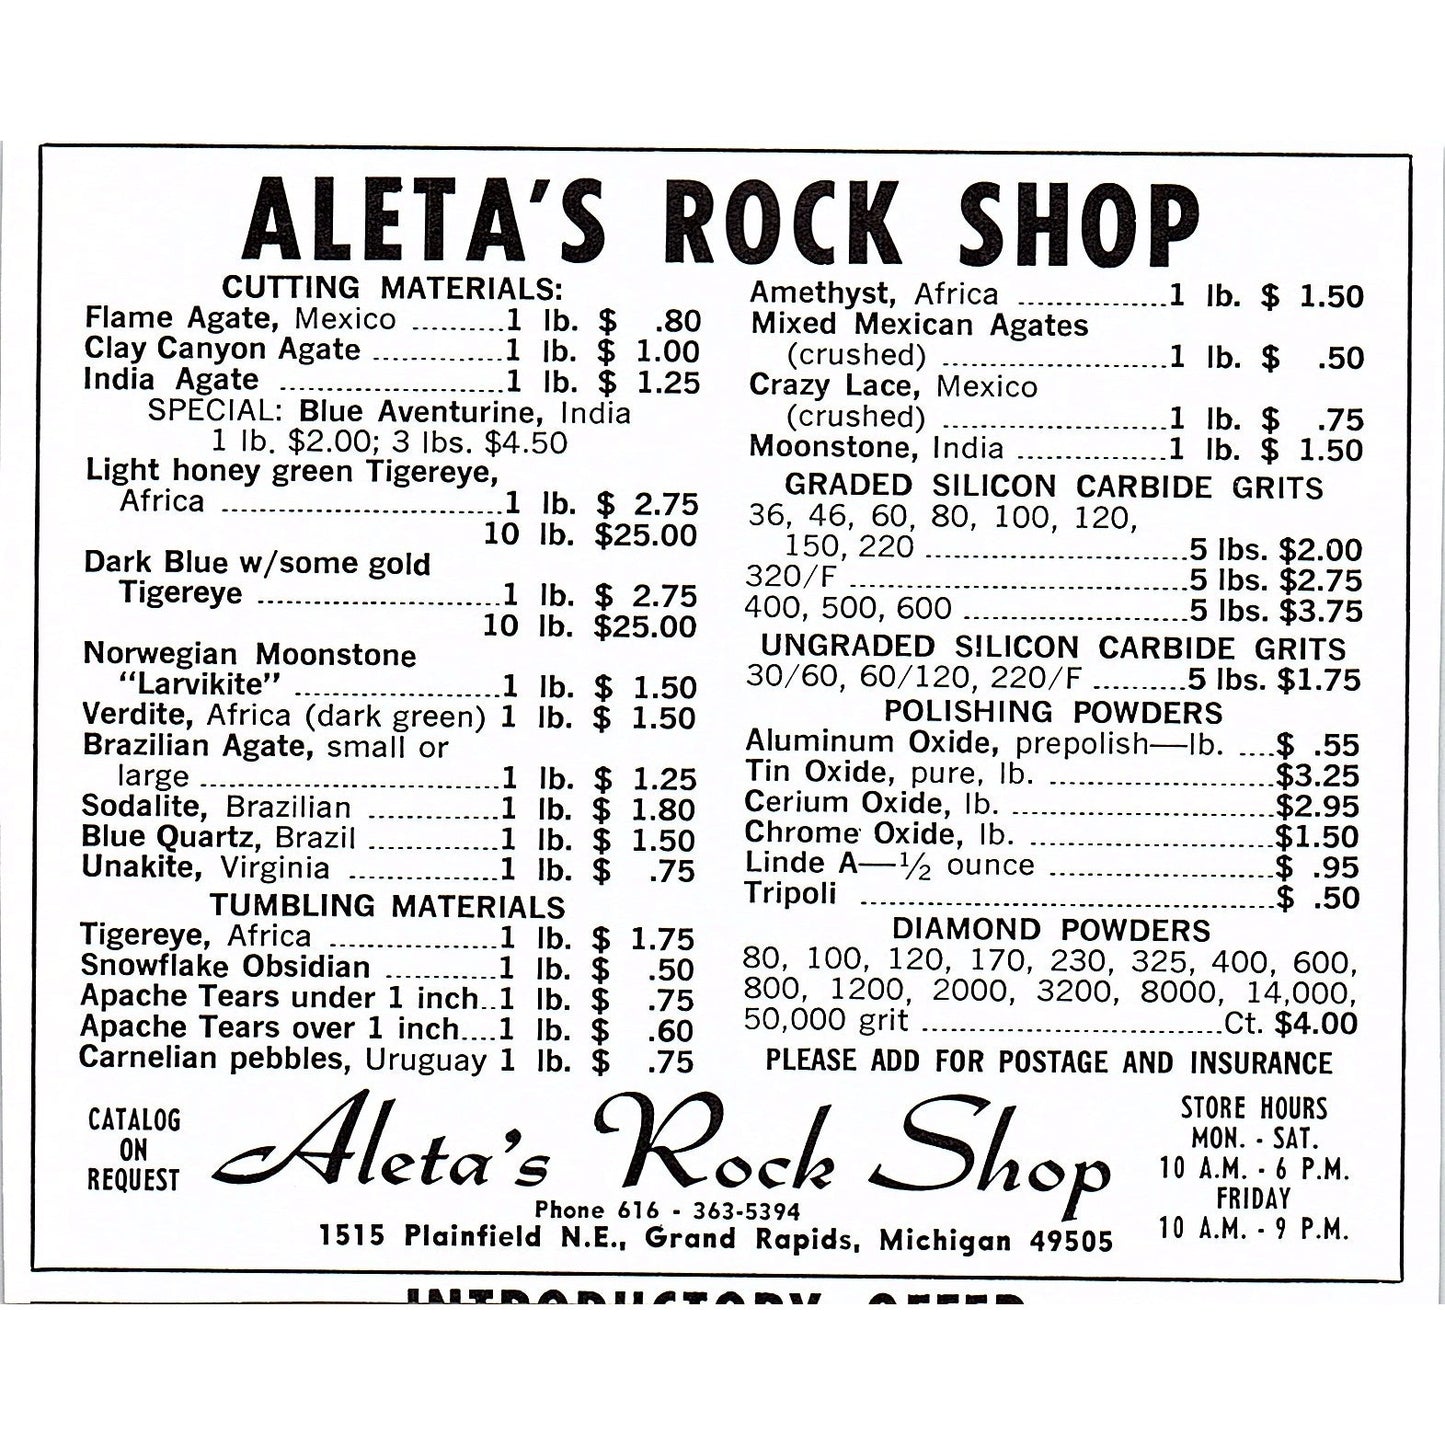 ALETA'S ROCK SHOP
CUTTING MATERIALS:
Flame Agate, Mexico ..........1 lb. $ .80
Clay Canyon Agate ..............1 lb. $ 1.00
India Agate ........................1 lb. $ 1.25
SPECIAL: Blue Aventurine, India
1 lb. $2.00; 3 lbs. $4.50
Light honey green Tigereye,
Africa ..............................1 lb. $ 2.75
10 lb. $25.00
Dark Blue w/some gold
Tigereye ..........................1 lb. $ 2.75
10 lb. $25.00
Norwegian Moonstone
"Larvikite" ......................1 lb. $ 1.50
Verdite, Africa (dark green) 1 lb. $ 1.50
Brazilian Agate, small or
large ................................1 lb. $ 1.25
Sodalite, Brazilian ..............1 lb. $ 1.80
Blue Quartz, Brazil ..............1 lb. $ 1.50
Unakite, Virginia ................1 lb. $ .75
TUMBLING MATERIALS
Tigereye, Africa ..................1 lb. $ 1.75
Snowflake Obsidian ............1 lb. $ .50
Apache Tears under 1 inch..1 lb. $ .75
Apache Tears over 1 inch....1 lb. $ .60
Carnelian pebbles, Uruguay 1 lb. $ .75
Amethyst, Africa ................1 lb. $ 1.50
Mixed Mexican Agates
(crushed) ........................1 lb. $ .50
Crazy Lace, Mexico
(crushed) ........................1 lb. $ .75
Moonstone, India ................1 lb. $ 1.50
GRADED SILICON CARBIDE GRITS
36, 46, 60, 80, 100, 120,
150, 220 ............................5 lbs. $2.00
320/F ....................................5 lbs. $2.75
400, 500, 600 ........................5 lbs. $3.75
UNGRADED SILICON CARBIDE GRITS
30/60, 60/120, 220/F ..........5 lbs. $1.75
POLISHING POWDERS
Aluminum Oxide, prepolish—lb. ....$ .55
Tin Oxide, pure, lb. ........................$3.25
Cerium Oxide, lb. ............................$2.95
Chrome Oxide, lb. ..........................$1.50
Linde A—½ ounce ........................$ .95
Tripoli ............................................$ .50
DIAMOND POWDERS
80, 100, 120, 170, 230, 325, 400, 600,
800, 1200, 2000, 3200, 8000, 14,000,
50,000 grit ................................Ct. $4.00
PLEASE ADD FOR POSTAGE AND INSURANCE
CATALOG
ON
REQUEST
Aleta's Rock Shop
Phone 616 - 363-5394
1515 Plainfield N.E., Grand Rapids, Michigan 49505
STORE HOURS
MON. - SAT.
10 A.M. - 6 P.M.
FRIDAY
10 A.M. - 9 P.M.
INTRODUCTORY OFFER